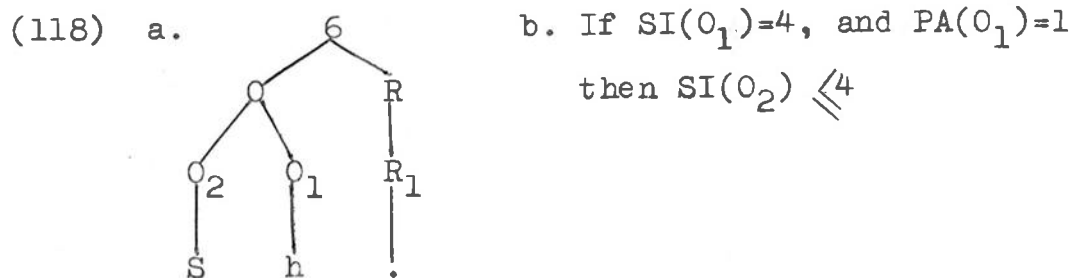 (118) a.
6
O R
O₂ O₁ R₁
S h .
b. If SI(O₁)=4, and PA(O₁)=1
then SI(O₂) ≤4